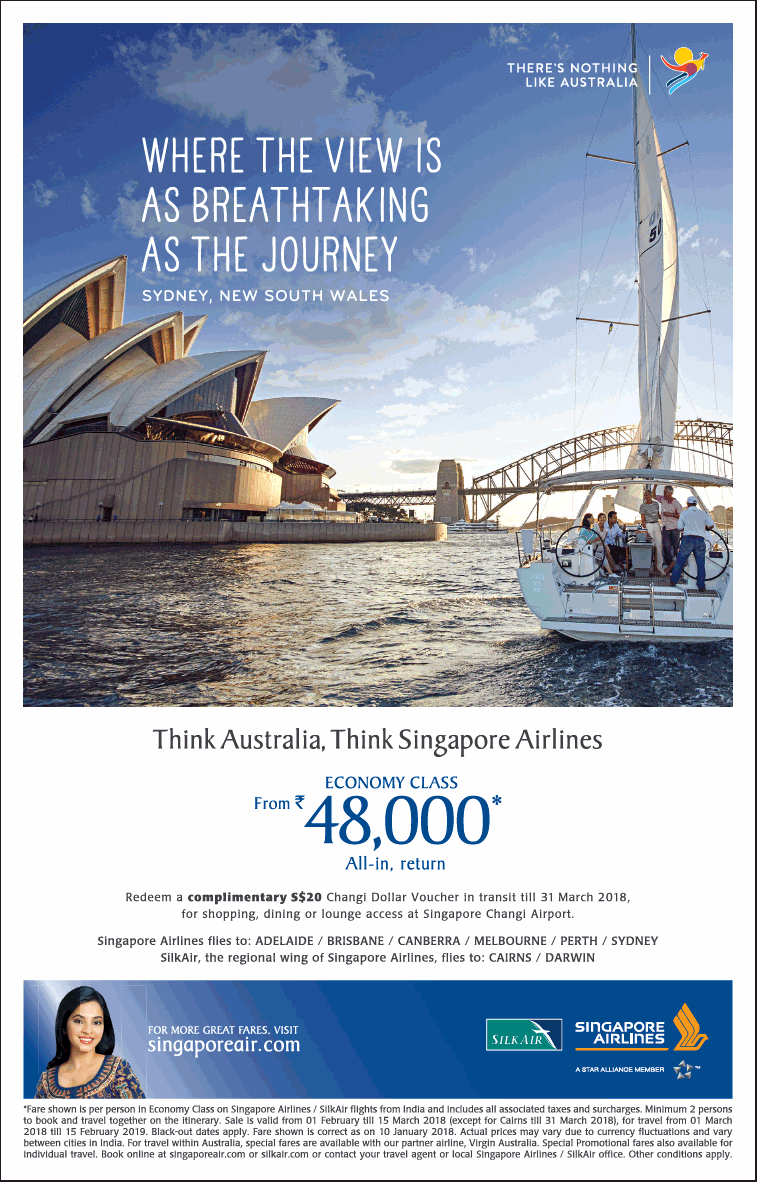 THERE'S NOTHING
LIKE AUSTRALIA
WHERE THE VIEW IS
AS BREATHTAKING
AS THE JOURNEY
SYDNEY, NEW SOUTH WALES
50
Think Australia, Think Singapore Airlines
ECONOMY CLASS
From ₹48,000*
All-in, return
Redeem a complimentary S$20 Changi Dollar Voucher in transit till 31 March 2018,
for shopping, dining or lounge access at Singapore Changi Airport.
Singapore Airlines flies to: ADELAIDE / BRISBANE / CANBERRA / MELBOURNE / PERTH / SYDNEY
SilkAir, the regional wing of Singapore Airlines, flies to: CAIRNS / DARWIN
FOR MORE GREAT FARES, VISIT
singaporeair.com
SILKAIR
SINGAPORE
AIRLINES
A STAR ALLIANCE MEMBER ™
*Fare shown is per person in Economy Class on Singapore Airlines / SilkAir flights from India and includes all associated taxes and surcharges. Minimum 2 persons
to book and travel together on the itinerary. Sale is valid from 01 February till 15 March 2018 (except for Cairns till 31 March 2018), for travel from 01 March
2018 till 15 February 2019. Black-out dates apply. Fare shown is correct as on 10 January 2018. Actual prices may vary due to currency fluctuations and vary
between cities in India. For travel within Australia, special fares are available with our partner airline, Virgin Australia. Special Promotional fares also available for
individual travel. Book online at singaporeair.com or silkair.com or contact your travel agent or local Singapore Airlines / SilkAir office. Other conditions apply.